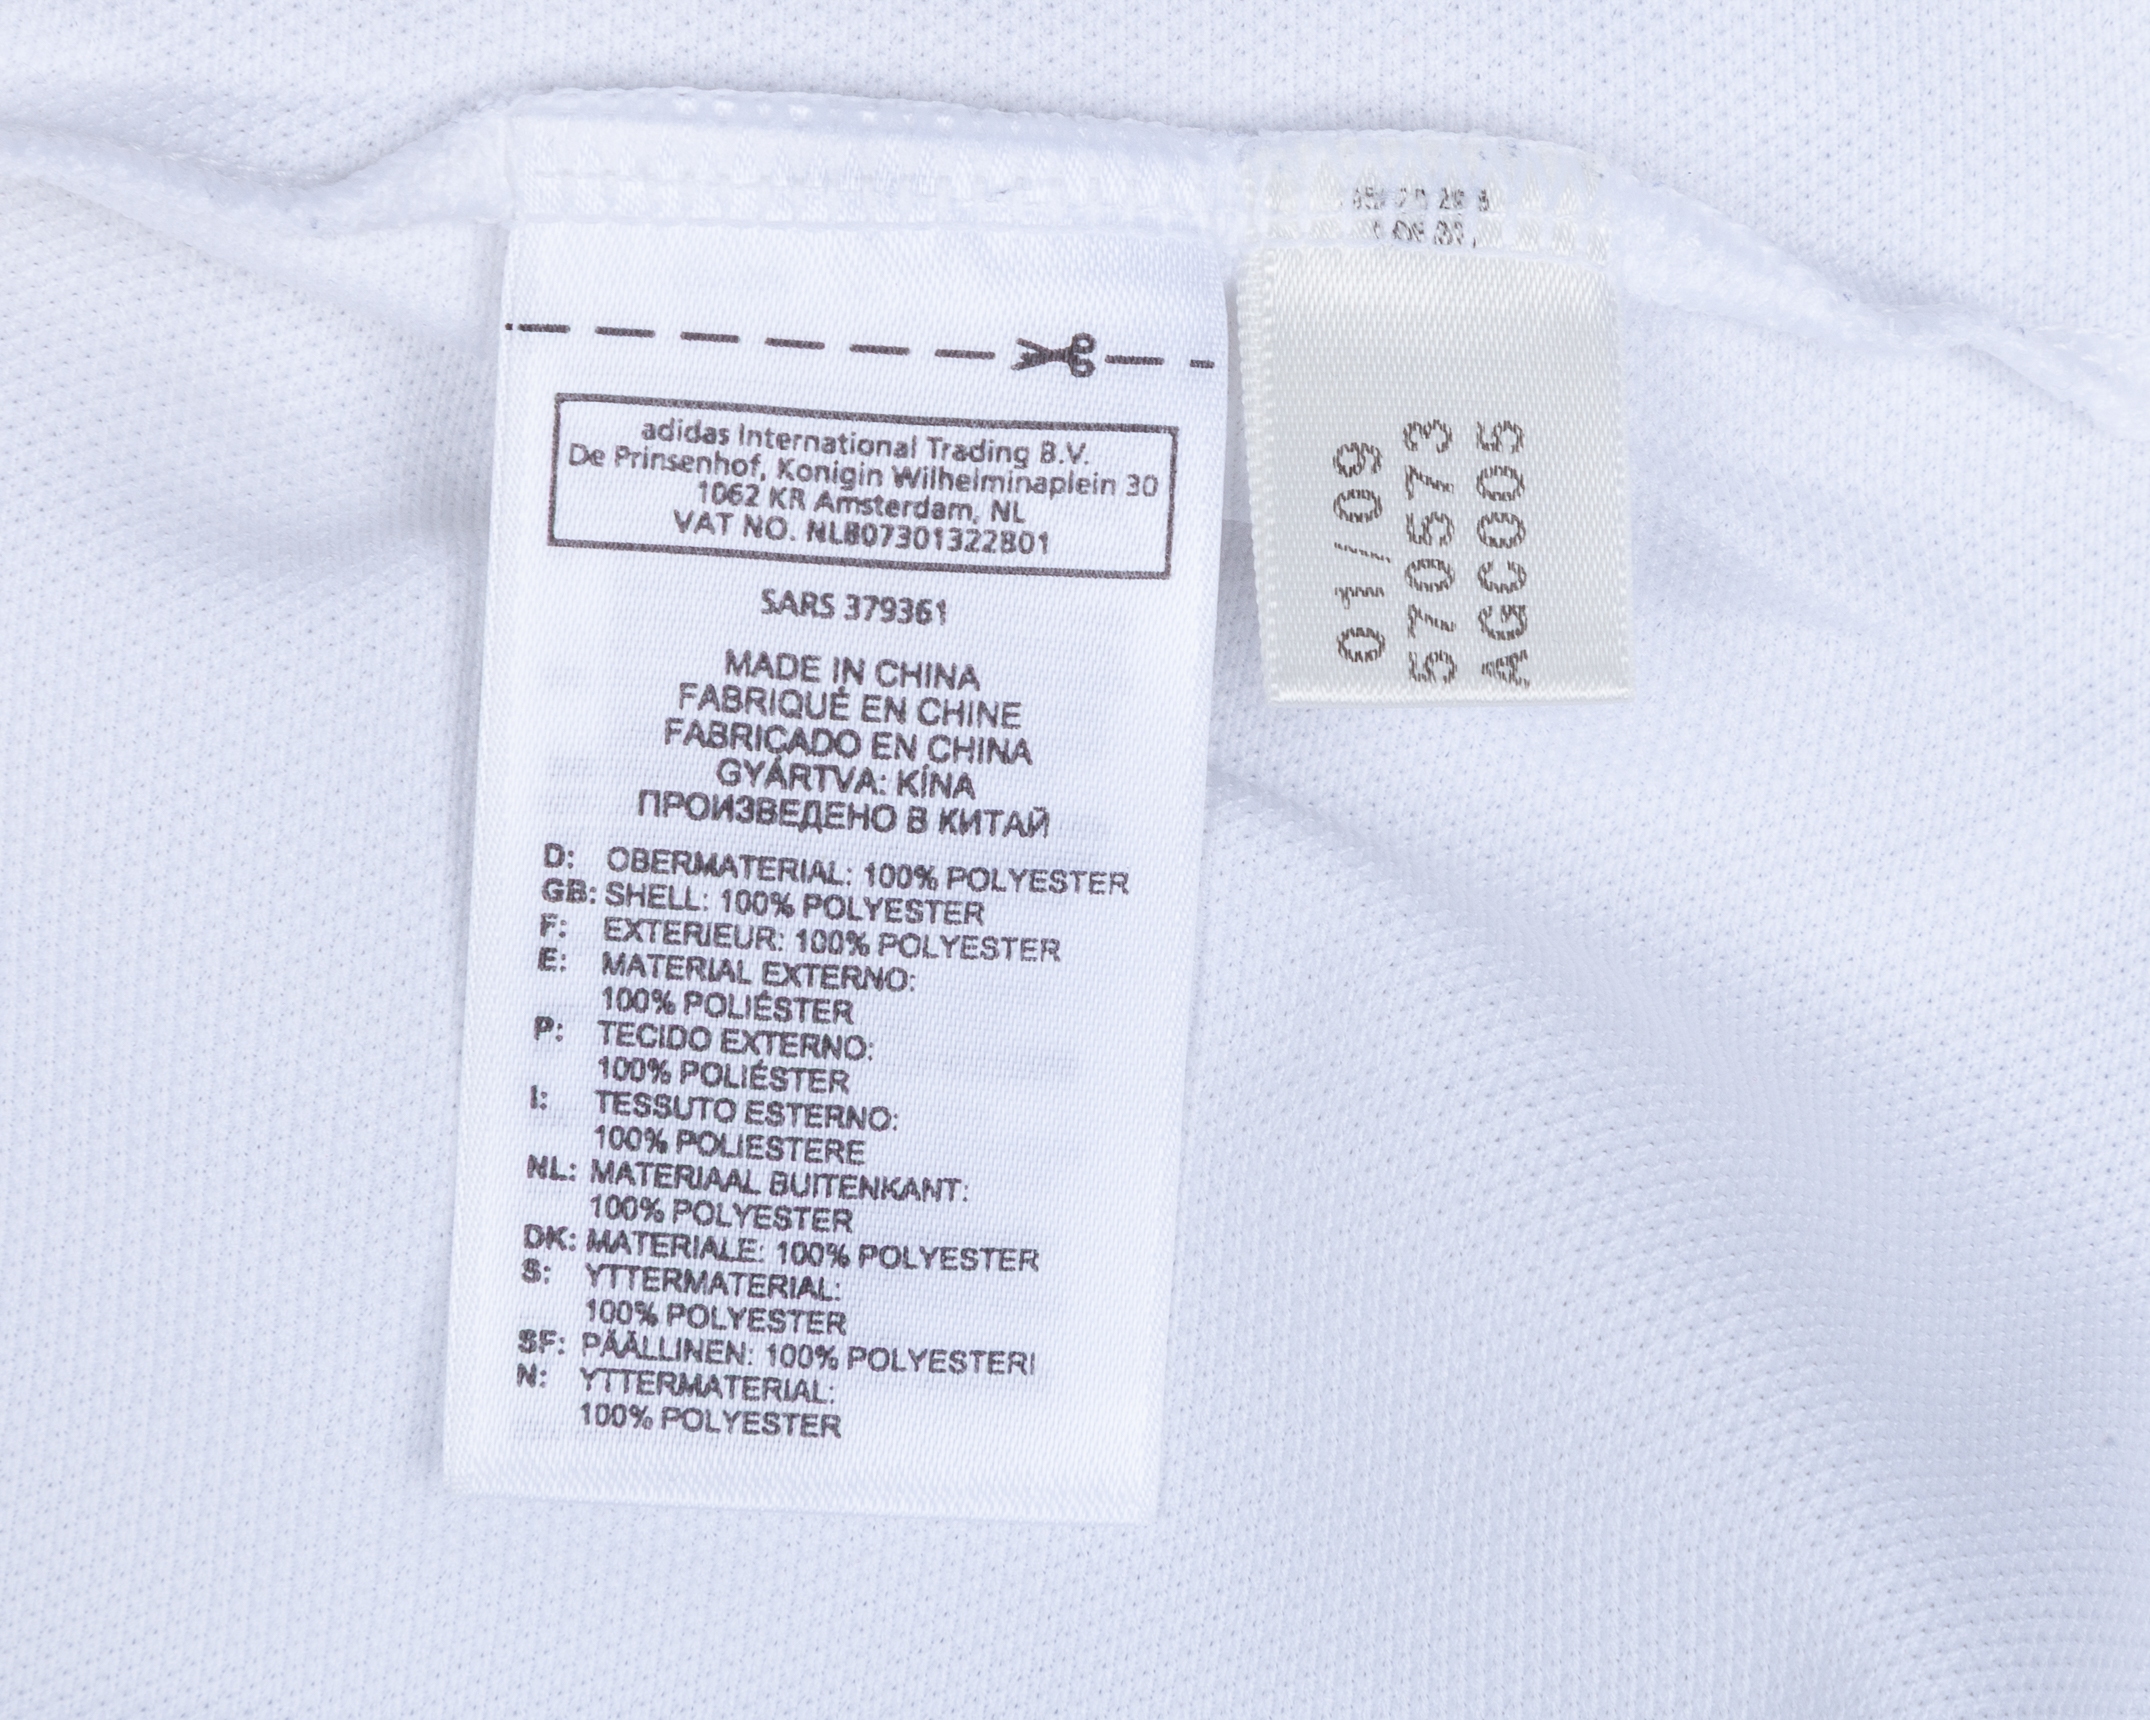 adidas International Trading B.V.
De Prinsenhof, Konigin Wilhelminaplein 30
1062 KR Amsterdam, NL
VAT NO. NL807301322B01
SARS 379361
MADE IN CHINA
FABRIQUÉ EN CHINE
FABRICADO EN CHINA
GYÁRTVA: KÍNA
ПРОИЗВЕДЕНО В КИТАЙ
D: OBERMATERIAL: 100% POLYESTER
GB: SHELL: 100% POLYESTER
F: EXTERIEUR: 100% POLYESTER
E: MATERIAL EXTERNO:
100% POLIÉSTER
P: TECIDO EXTERNO:
100% POLIÉSTER
I: TESSUTO ESTERNO:
100% POLIESTERE
NL: MATERIAAL BUITENKANT:
100% POLYESTER
DK: MATERIALE: 100% POLYESTER
S: YTTERMATERIAL:
100% POLYESTER
SF: PÄÄLLINEN: 100% POLYESTERI
N: YTTERMATERIAL:
100% POLYESTER
01/09
570573
AGC005